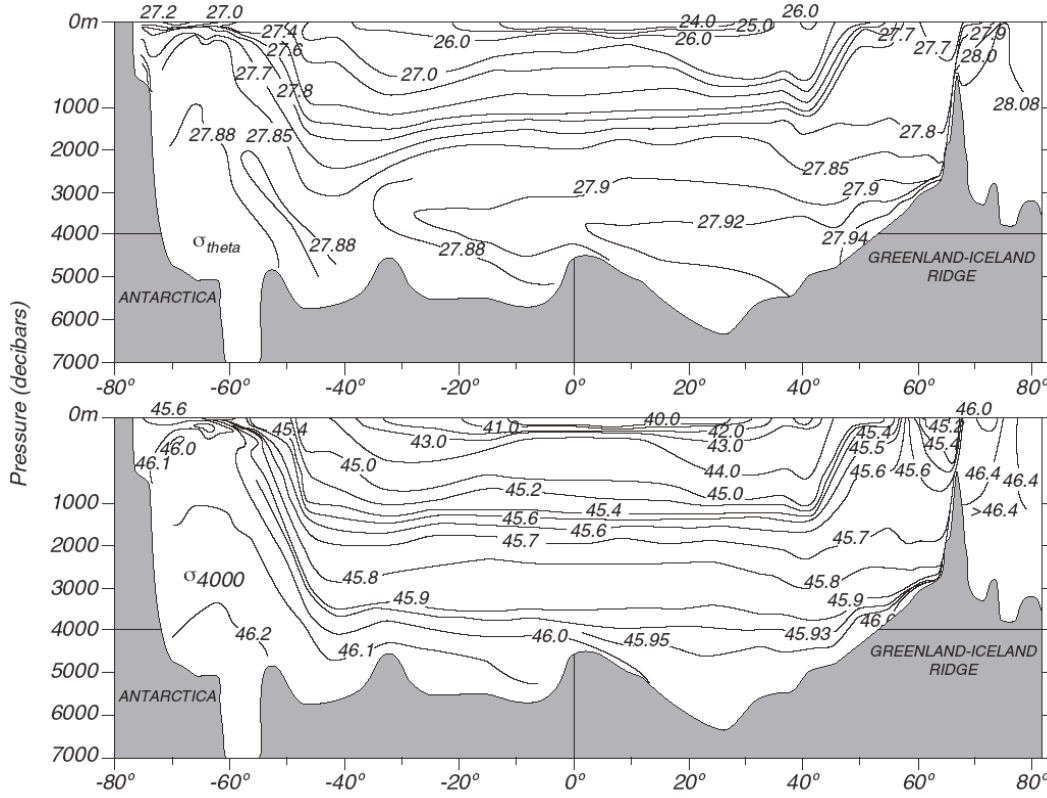 27.2 27.0 24.0 25.0 26.0
0m
27.4 26.0 26.0 27.7 27.7 27.9
27.6
27.7 27.0 28.0
27.8 28.08
1000
27.88 27.85 27.8
2000
27.85
3000 27.9 27.9
27.92
4000 σtheta 27.88 27.88 27.94
GREENLAND-ICELAND
RIDGE
5000
ANTARCTICA
6000
7000
-80° -60° -40° -20° 0° 20° 40° 60° 80°
Pressure (decibars)
45.6 46.0
0m
45.4 41.0 40.0 45.2
46.0 43.0 42.0 45.4 45.4
43.0 45.5
46.1 45.0 44.0 45.6 45.6 46.4 46.4
45.2 45.0
1000 >46.4
45.4
45.6
45.6
45.7 45.7
2000
σ4000 45.8 45.8
3000
45.9 45.9
4000 46.2 46.0 45.95 45.93
46.1
GREENLAND-ICELAND
RIDGE
5000
ANTARCTICA
6000
7000
-80° -60° -40° -20° 0° 20° 40° 60° 80°